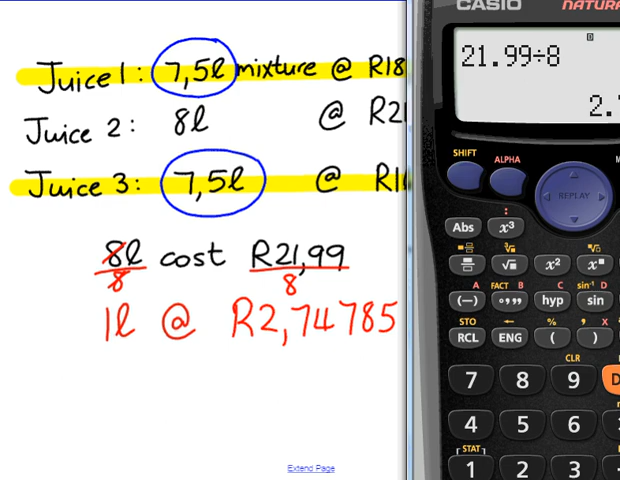 CASIO NATURA
21.99÷8
2.
Juice 1: 7,5l mixture @ R18
Juice 2: 8l @ R21
Juice 3: 7,5l @ R1
8l cost R21,99
8 8
1l @ R2,74785
SHIFT ALPHA
REPLAY
Abs x³
√ x² x^■
A FACT B C sin⁻¹ D
(−) °,,, hyp sin
STO ← % , X
RCL ENG ( )
CLR
7 8 9 D
4 5 6
STAT
1 2 3
Extend Page